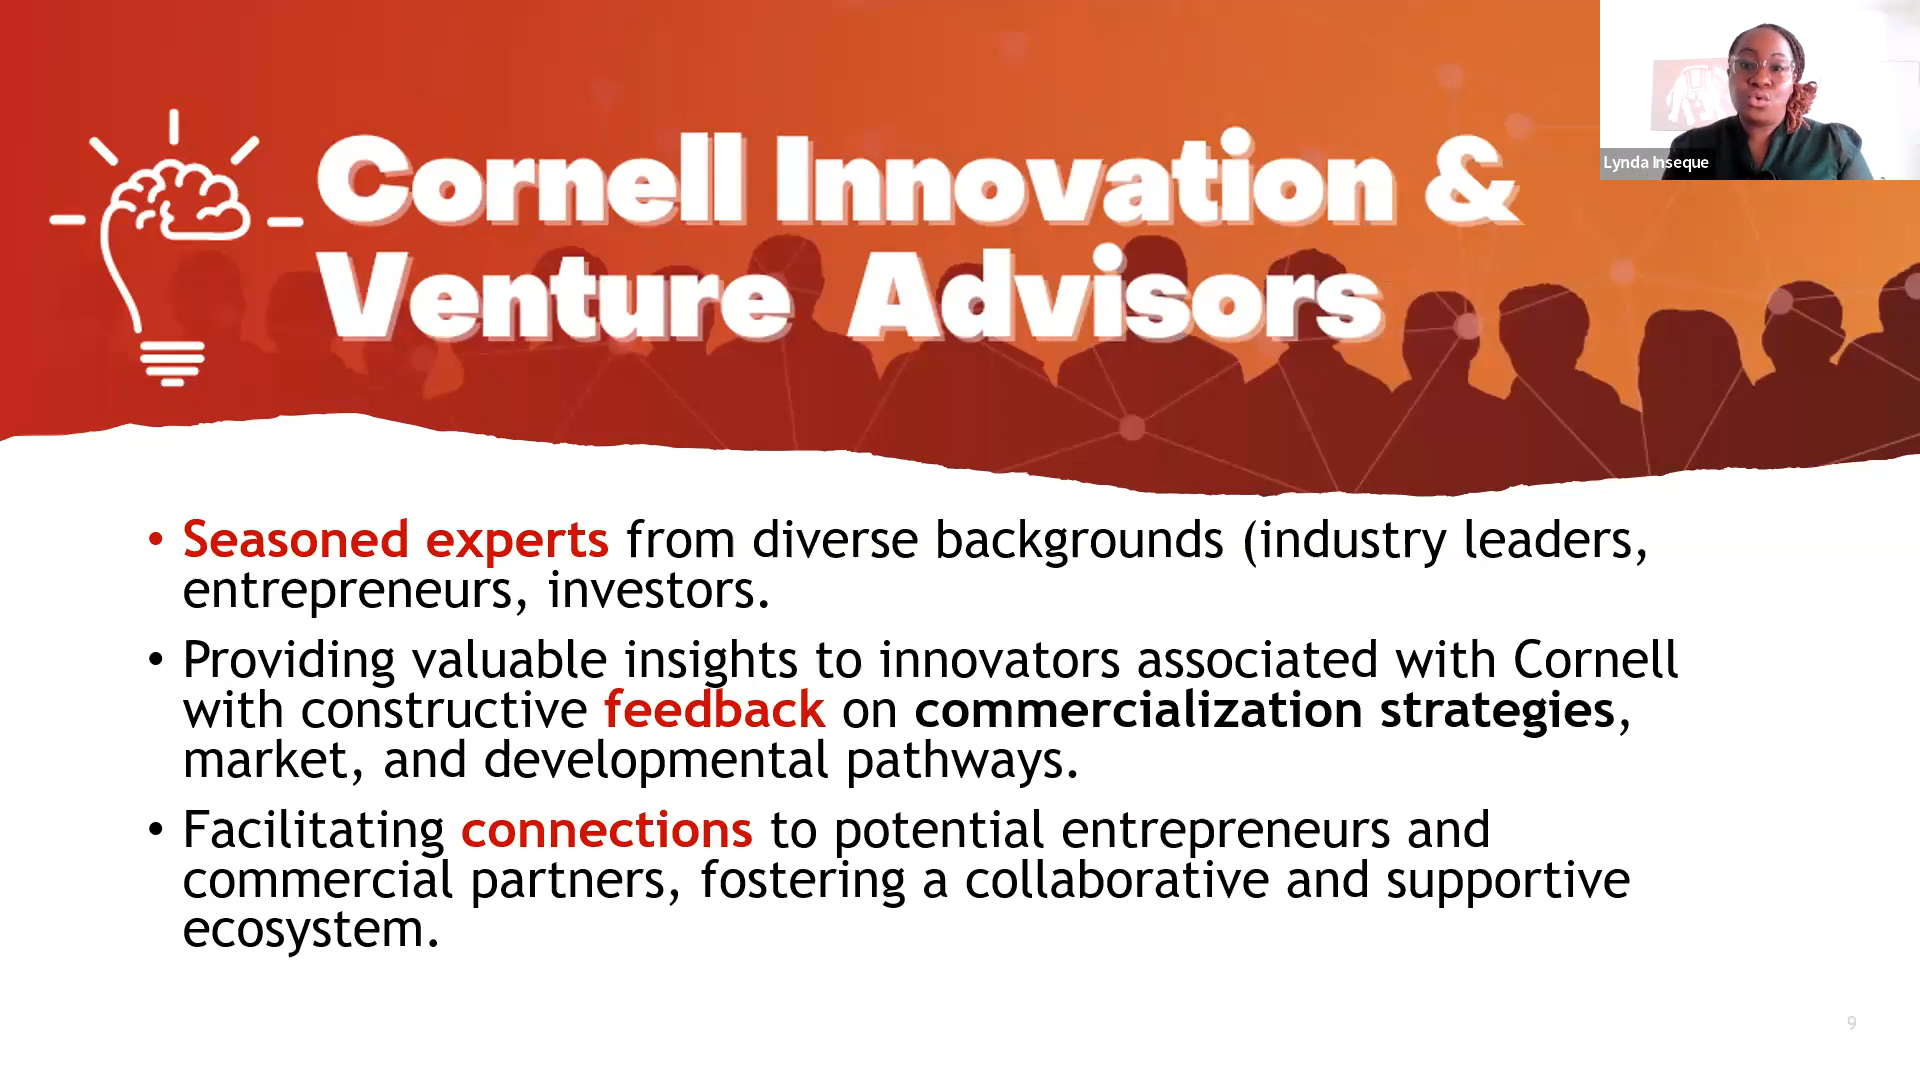 Cornell Innovation &
Venture Advisors
Lynda Inseque
• Seasoned experts from diverse backgrounds (industry leaders,
entrepreneurs, investors.
• Providing valuable insights to innovators associated with Cornell
with constructive feedback on commercialization strategies,
market, and developmental pathways.
• Facilitating connections to potential entrepreneurs and
commercial partners, fostering a collaborative and supportive
ecosystem.
9